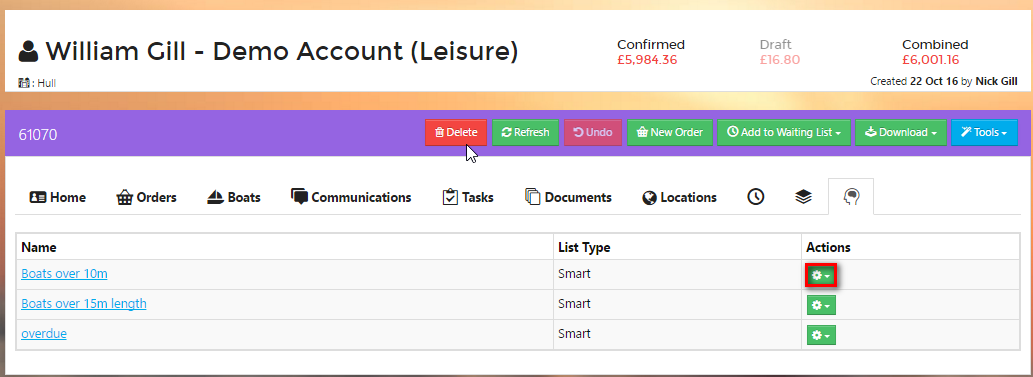 William Gill - Demo Account (Leisure)
Confirmed
£5,984.36
Draft
£16.80
Combined
£6,001.16
: Hull
Created 22 Oct 16 by Nick Gill
61070
Delete
Refresh
Undo
New Order
Add to Waiting List
Download
Tools
Home
Orders
Boats
Communications
Tasks
Documents
Locations
Name List Type Actions
Boats over 10m Smart
Boats over 15m length Smart
overdue Smart